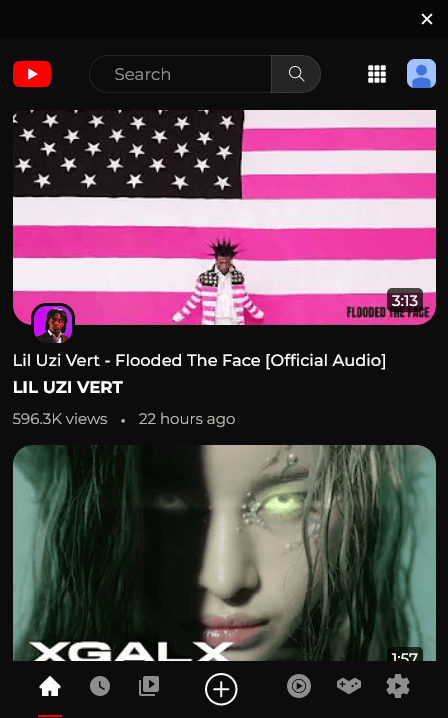 Search
3:13
FLOODED THE FACE
Lil Uzi Vert - Flooded The Face [Official Audio]
LIL UZI VERT
596.3K views • 22 hours ago
XGALX
1:57